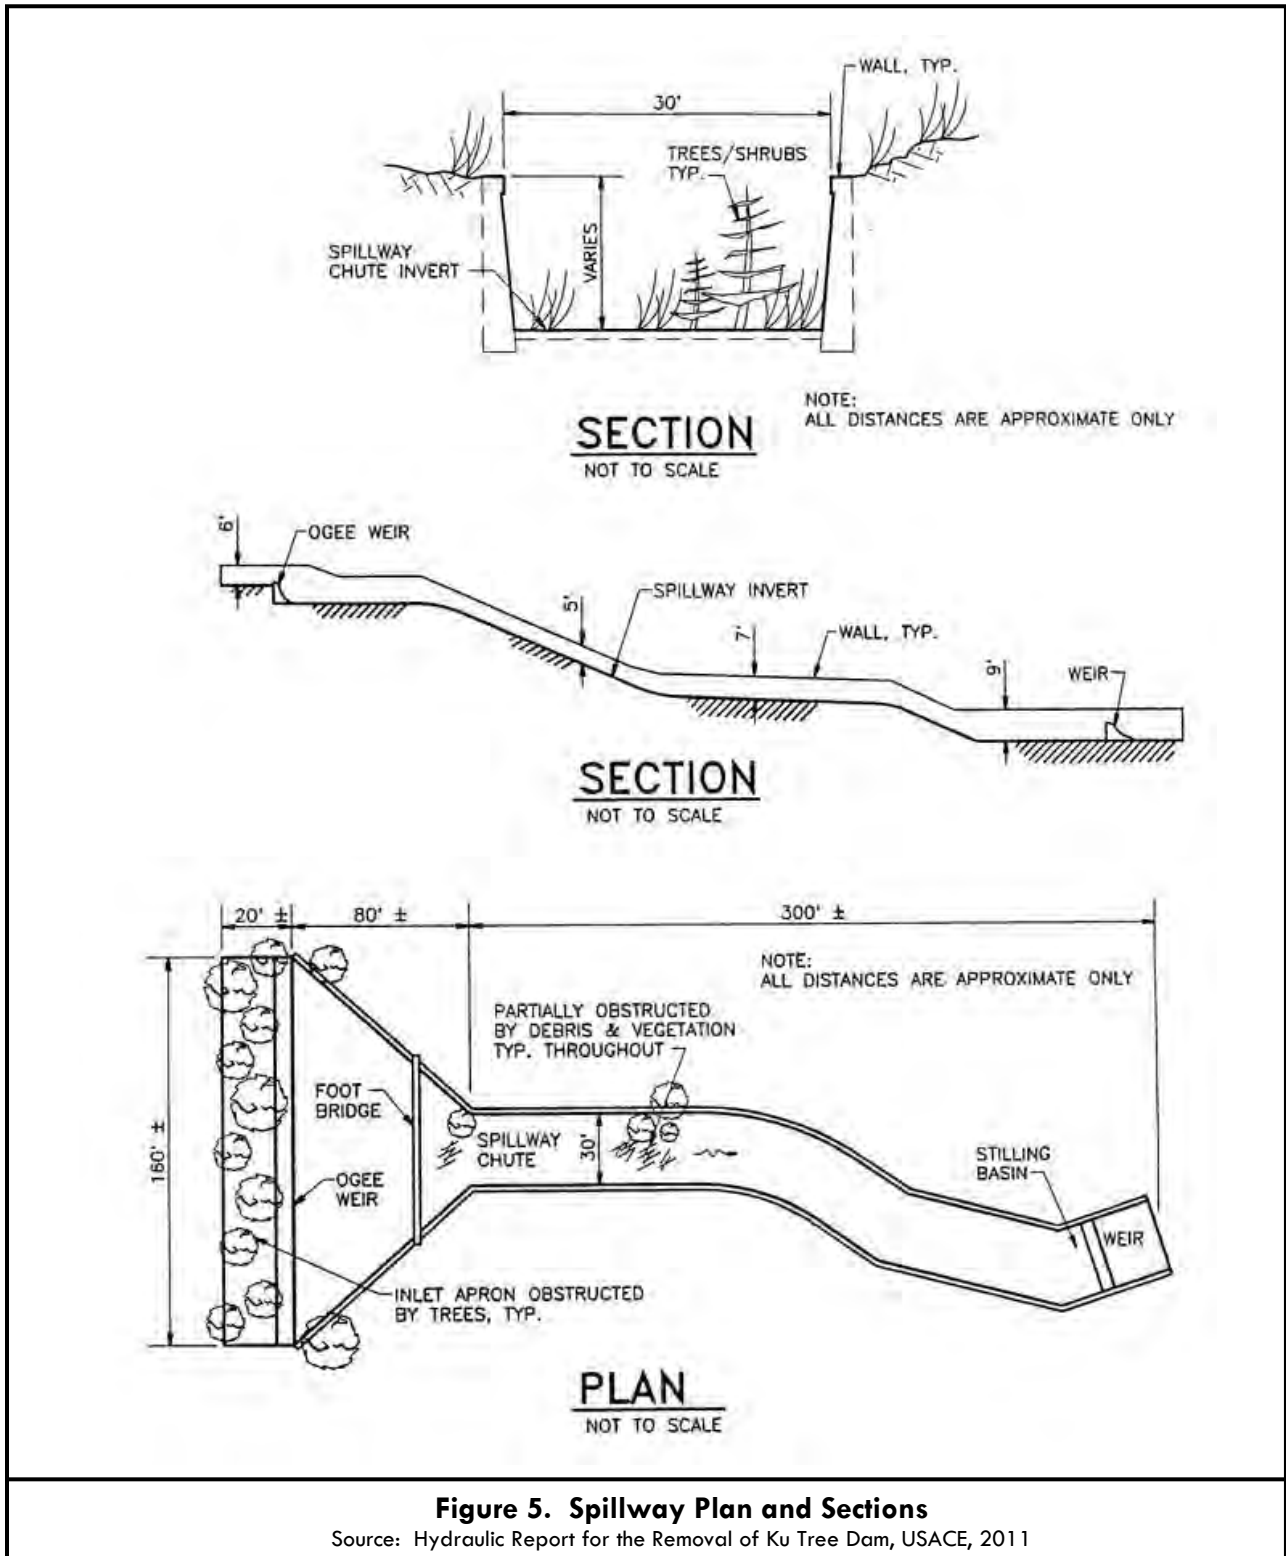 WALL, TYP.
30'
TREES/SHRUBS
TYP.
VARIES
SPILLWAY
CHUTE INVERT
NOTE:
ALL DISTANCES ARE APPROXIMATE ONLY
SECTION
NOT TO SCALE
6'
OGEE WEIR
5'
SPILLWAY INVERT
7'
WALL, TYP.
9'
WEIR
SECTION
NOT TO SCALE
20' ±
80' ±
300' ±
NOTE:
ALL DISTANCES ARE APPROXIMATE ONLY
PARTIALLY OBSTRUCTED
BY DEBRIS & VEGETATION
TYP. THROUGHOUT
FOOT
BRIDGE
160' ±
SPILLWAY
CHUTE
30'
STILLING
BASIN
OGEE
WEIR
WEIR
INLET APRON OBSTRUCTED
BY TREES, TYP.
PLAN
NOT TO SCALE
Figure 5. Spillway Plan and Sections
Source: Hydraulic Report for the Removal of Ku Tree Dam, USACE, 2011